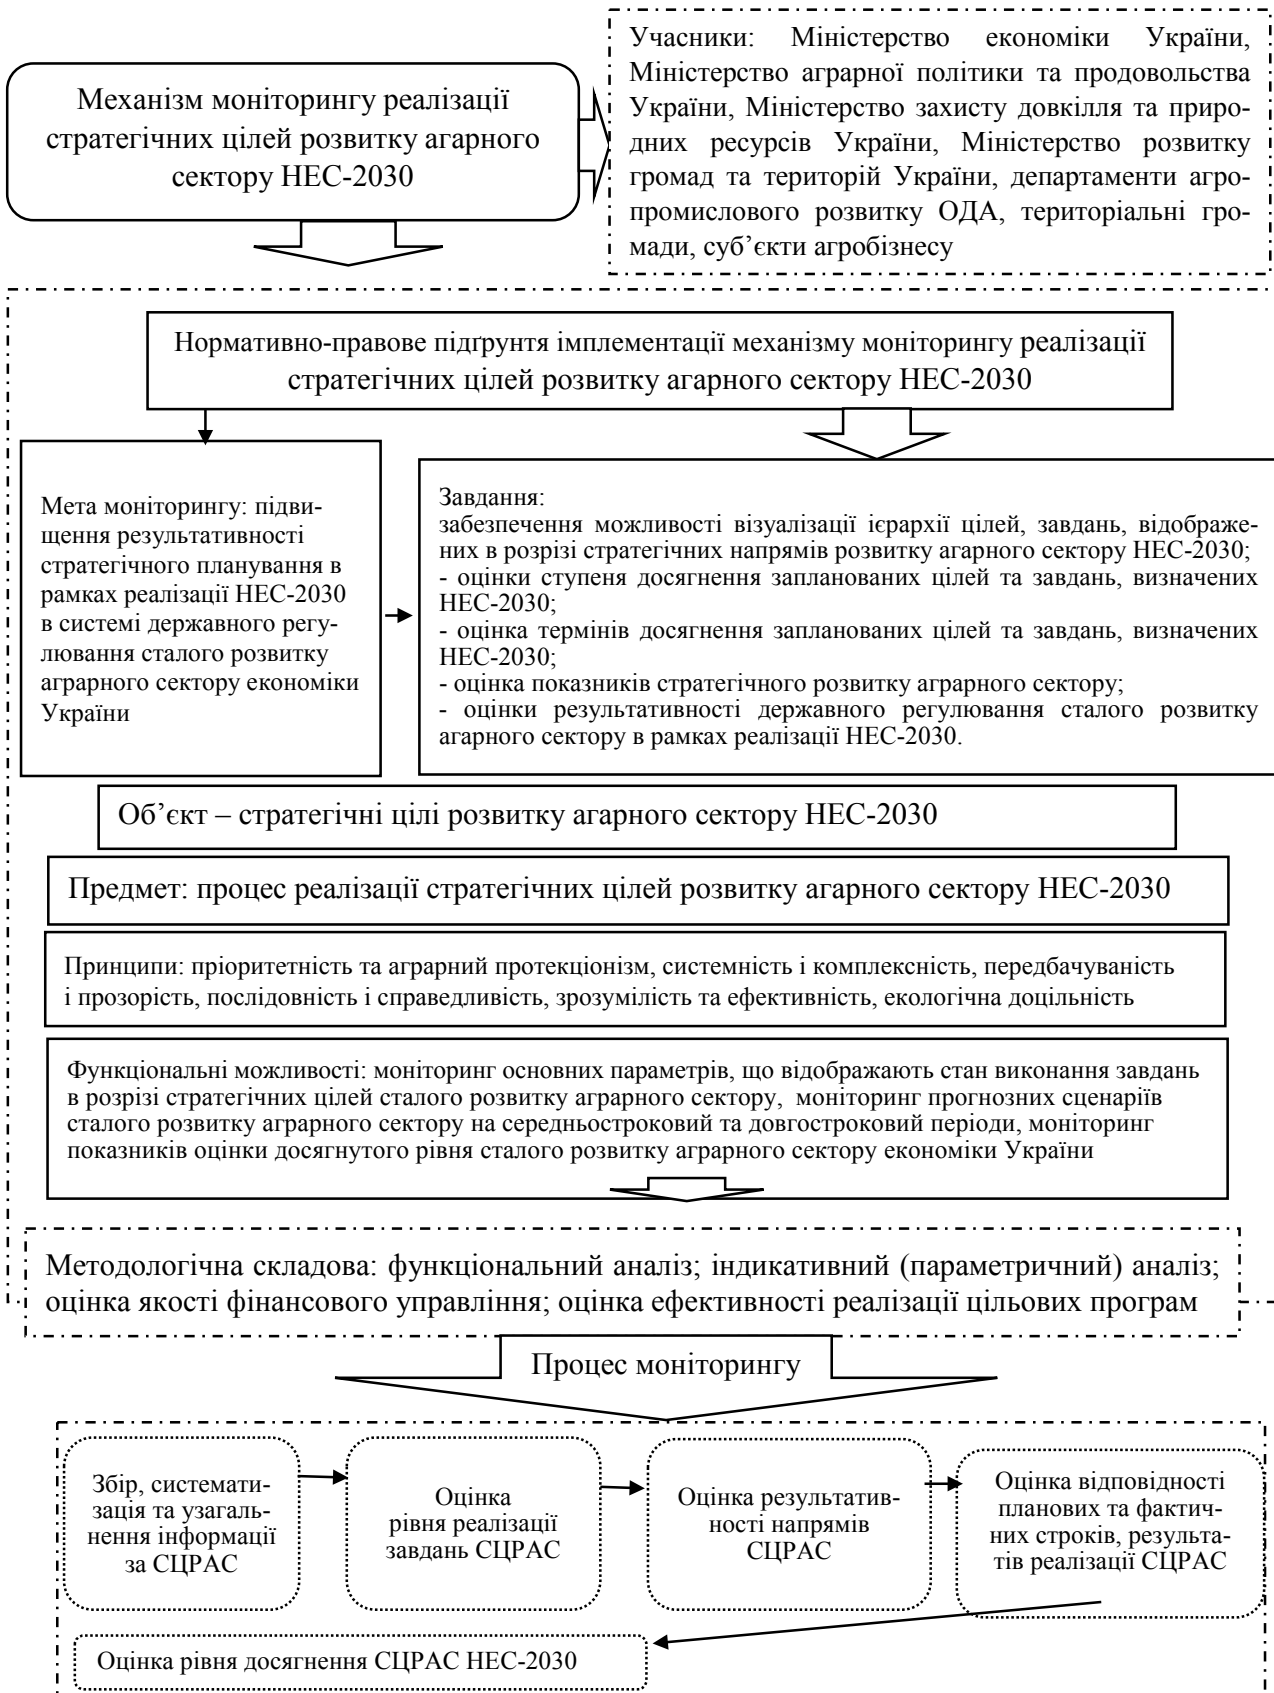 Механізм моніторингу реалізації
стратегічних цілей розвитку агарного
сектору НЕС-2030
Учасники: Міністерство економіки України,
Міністерство аграрної політики та продовольства
України, Міністерство захисту довкілля та приро-
дних ресурсів України, Міністерство розвитку
громад та територій України, департаменти агро-
промислового розвитку ОДА, територіальні гро-
мади, суб’єкти агробізнесу
Нормативно-правове підґрунтя імплементації механізму моніторингу реалізації
стратегічних цілей розвитку агарного сектору НЕС-2030
Мета моніторингу: підви-
щення результативності
стратегічного планування в
рамках реалізації НЕС-2030
в системі державного регу-
лювання сталого розвитку
аграрного сектору економіки
України
Завдання:
забезпечення можливості візуалізації ієрархії цілей, завдань, відображе-
них в розрізі стратегічних напрямів розвитку агарного сектору НЕС-2030;
- оцінки ступеня досягнення запланованих цілей та завдань, визначених
НЕС-2030;
- оцінка термінів досягнення запланованих цілей та завдань, визначених
НЕС-2030;
- оцінка показників стратегічного розвитку аграрного сектору;
- оцінки результативності державного регулювання сталого розвитку
агарного сектору в рамках реалізації НЕС-2030.
Об’єкт – стратегічні цілі розвитку агарного сектору НЕС-2030
Предмет: процес реалізації стратегічних цілей розвитку агарного сектору НЕС-2030
Принципи: пріоритетність та аграрний протекціонізм, системність і комплексність, передбачуваність
і прозорість, послідовність і справедливість, зрозумілість та ефективність, екологічна доцільність
Функціональні можливості: моніторинг основних параметрів, що відображають стан виконання завдань
в розрізі стратегічних цілей сталого розвитку аграрного сектору, моніторинг прогнозних сценаріїв
сталого розвитку аграрного сектору на середньостроковий та довгостроковий періоди, моніторинг
показників оцінки досягнутого рівня сталого розвитку аграрного сектору економіки України
Методологічна складова: функціональний аналіз; індикативний (параметричний) аналіз;
оцінка якості фінансового управління; оцінка ефективності реалізації цільових програм
Процес моніторингу
Збір, системати-
зація та узагаль-
нення інформації
за СЦРАС
Оцінка
рівня реалізації
завдань СЦРАС
Оцінка результатив-
ності напрямів
СЦРАС
Оцінка відповідності
планових та фактич-
них строків, результа-
тів реалізації СЦРАС
Оцінка рівня досягнення СЦРАС НЕС-2030